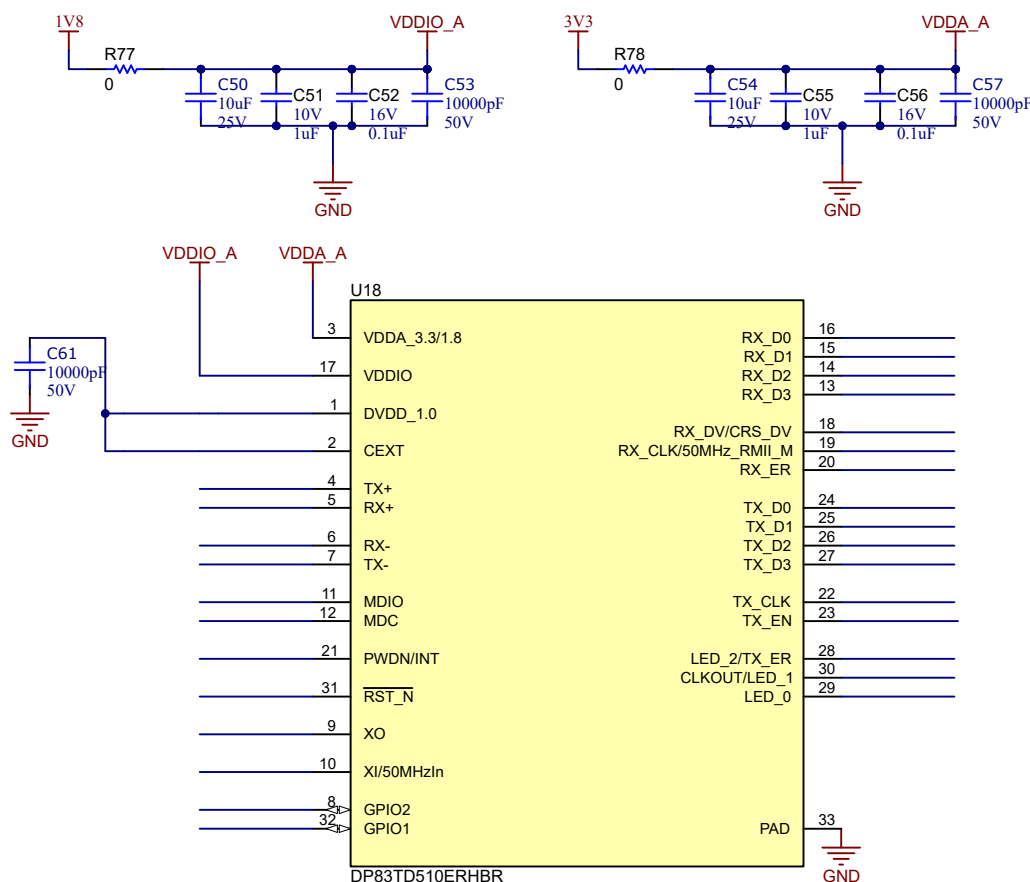 1V8
VDDIO_A
R77
0
C50
10uF
25V
C51
10V
1uF
C52
16V
0.1uF
C53
10000pF
50V
GND
3V3
VDDA_A
R78
0
C54
10uF
25V
C55
10V
1uF
C56
16V
0.1uF
C57
10000pF
50V
GND
VDDIO_A
VDDA_A
U18
C61
10000pF
50V
GND
3 VDDA_3.3/1.8
17 VDDIO
1 DVDD_1.0
2 CEXT
4 TX+
5 RX+
6 RX-
7 TX-
11 MDIO
12 MDC
21 PWDN/INT
31 RST_N
9 XO
10 XI/50MHzIn
8 GPIO2
32 GPIO1
RX_D0 16
RX_D1 15
RX_D2 14
RX_D3 13
RX_DV/CRS_DV 18
RX_CLK/50MHz_RMII_M 19
RX_ER 20
TX_D0 24
TX_D1 25
TX_D2 26
TX_D3 27
TX_CLK 22
TX_EN 23
LED_2/TX_ER 28
CLKOUT/LED_1 30
LED_0 29
PAD 33
GND
DP83TD510ERHBR